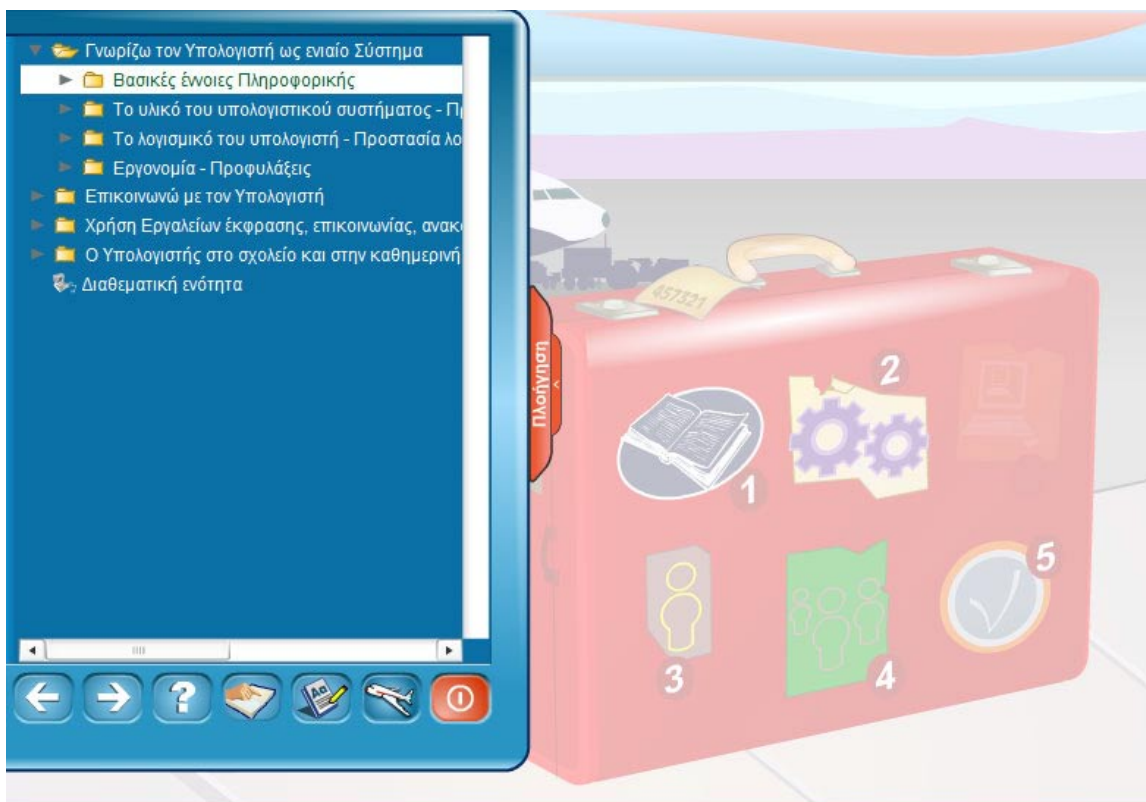 Γνωρίζω τον Υπολογιστή ως ενιαίο Σύστημα
Βασικές έννοιες Πληροφορικής
Το υλικό του υπολογιστικού συστήματος - Πρ
Το λογισμικό του υπολογιστή - Προστασία λο
Εργονομία - Προφυλάξεις
Επικοινωνώ με τον Υπολογιστή
Χρήση Εργαλείων έκφρασης, επικοινωνίας, ανακ
Ο Υπολογιστής στο σχολείο και στην καθημερινή
Διαθεματική ενότητα
Πλοήγηση
457321
1
2
3
4
5
?
Aα